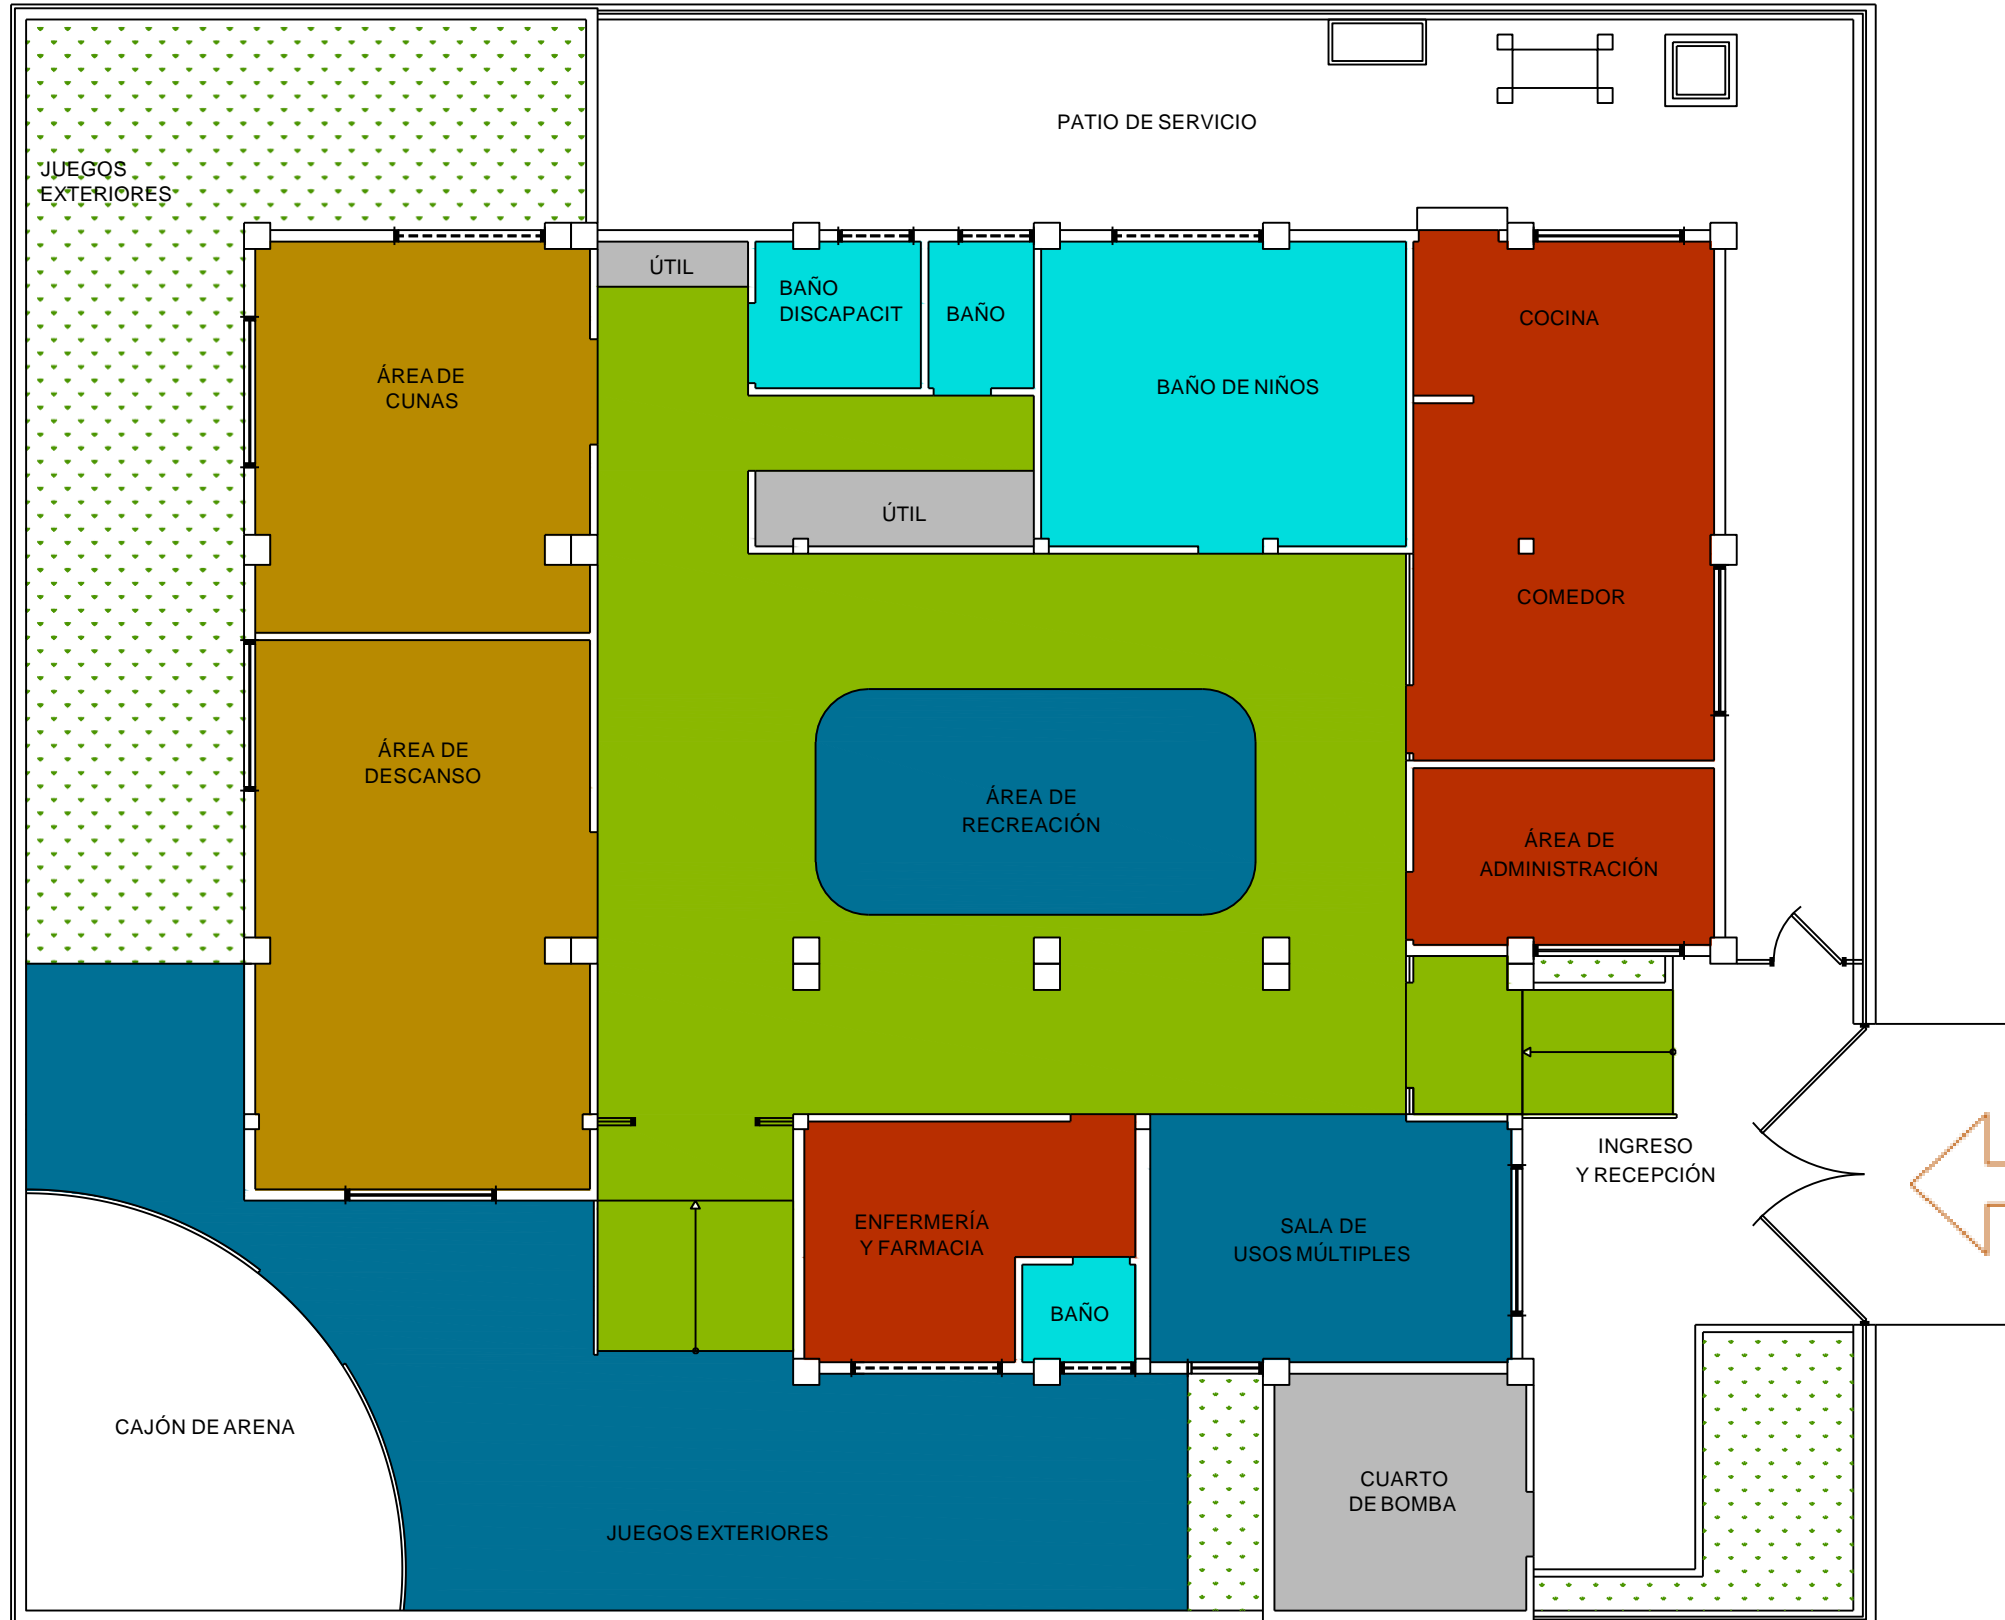 PATIO DE SERVICIO
JUEGOS
EXTERIORES
ÚTIL
BAÑO
DISCAPACIT
BAÑO
COCINA
ÁREA DE
CUNAS
BAÑO DE NIÑOS
ÚTIL
COMEDOR
ÁREA DE
DESCANSO
ÁREA DE
RECREACIÓN
ÁREA DE
ADMINISTRACIÓN
INGRESO
Y RECEPCIÓN
ENFERMERÍA
Y FARMACIA
SALA DE
USOS MÚLTIPLES
BAÑO
CAJÓN DE ARENA
CUARTO
DE BOMBA
JUEGOS EXTERIORES